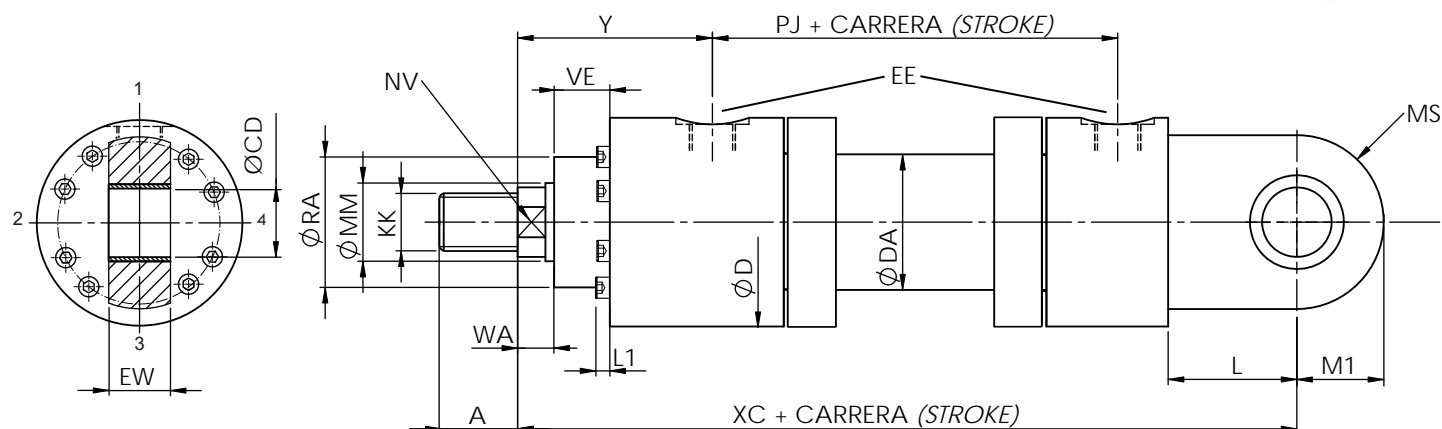 Y
PJ + CARRERA (STROKE)
NV
VE
EE
MS
1
ØCD
2
4
3
EW
ØRA
ØMM
KK
ØD
ØDA
WA
L1
L
M1
A
XC + CARRERA (STROKE)